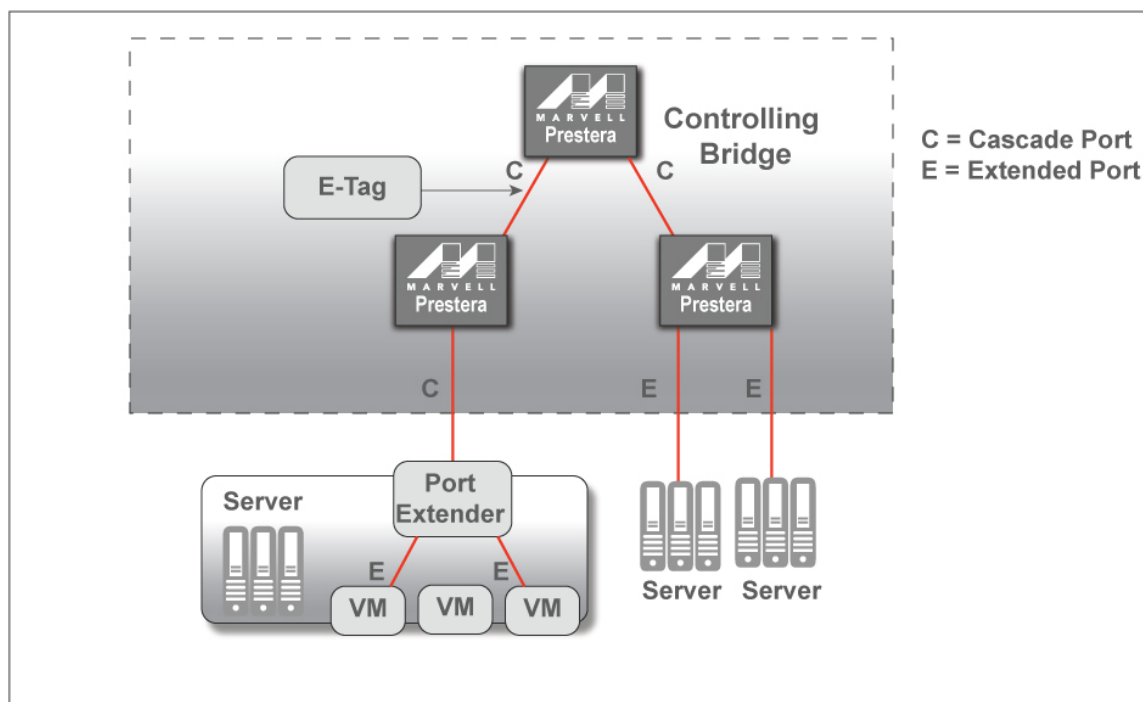 MARVELL
Prestera
Controlling
Bridge
C = Cascade Port
E = Extended Port
E-Tag
C
C
MARVELL
Prestera
MARVELL
Prestera
C
E
E
Server
Port
Extender
E
E
VM
VM
VM
Server
Server